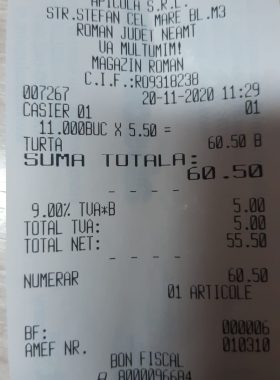 APICOLA S.R.L.
STR.STEFAN CEL MARE BL.M3
ROMAN JUDET NEAMT
VA MULTUMIM!
MAGAZIN ROMAN
C.I.F.:RO9318238
007267 20-11-2020 11:29
CASIER 01 01
11.000BUC X 5.50 =
TURTA 60.50 B
SUMA TOTALA:
60.50
- - - -
9.00% TVA*B 5.00
TOTAL TVA: 5.00
TOTAL NET: 55.50
- - - -
NUMERAR 60.50
01 ARTICOLE
BF: 000006
AMEF NR. 010310
BON FISCAL
8000096684